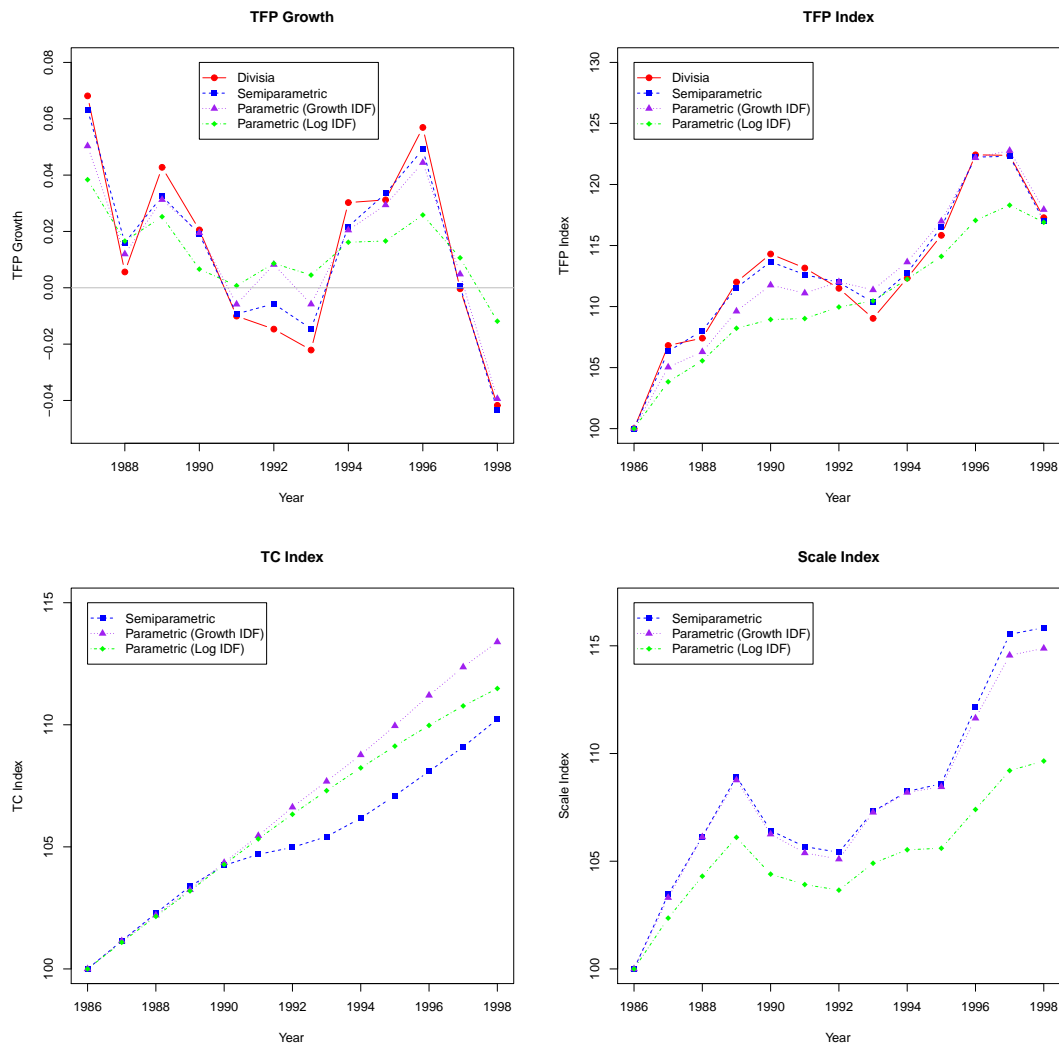 TFP Growth
TFP Growth
0.08
0.06
0.04
0.02
0.00
−0.02
−0.04
Divisia
Semiparametric
Parametric (Growth IDF)
Parametric (Log IDF)
1988 1990 1992 1994 1996 1998
Year
TFP Index
TFP Index
130
125
120
115
110
105
100
Divisia
Semiparametric
Parametric (Growth IDF)
Parametric (Log IDF)
1986 1988 1990 1992 1994 1996 1998
Year
TC Index
TC Index
115
110
105
100
Semiparametric
Parametric (Growth IDF)
Parametric (Log IDF)
1986 1988 1990 1992 1994 1996 1998
Year
Scale Index
Scale Index
115
110
105
100
Semiparametric
Parametric (Growth IDF)
Parametric (Log IDF)
1986 1988 1990 1992 1994 1996 1998
Year